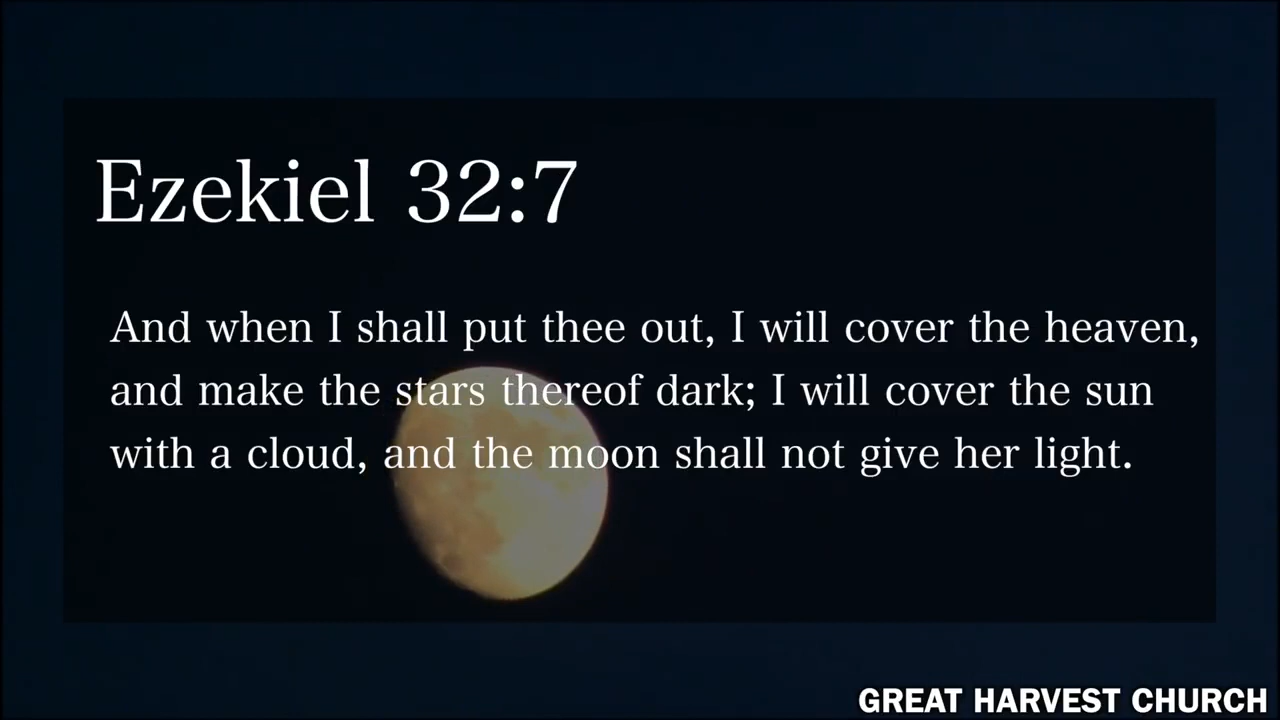 Ezekiel 32:7
And when I shall put thee out, I will cover the heaven,
and make the stars thereof dark; I will cover the sun
with a cloud, and the moon shall not give her light.
GREAT HARVEST CHURCH